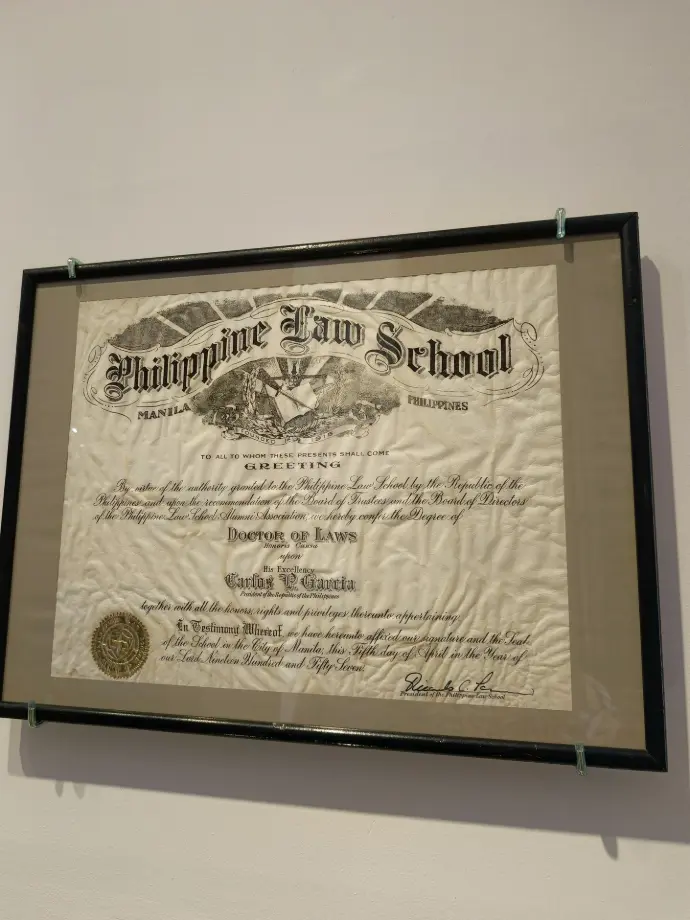 Philippine Law School
MANILA PHILIPPINES
FOUNDED
TO ALL TO WHOM THESE PRESENTS SHALL COME
GREETING
By virtue of the authority granted to the Philippine Law School by the Republic of the
Philippines and upon the recommendation of the Board of Trustees and the Board of Directors
of the Philippine Law School Alumni Association, we hereby confer the Degree of
DOCTOR OF LAWS
Honoris Causa
upon
His Excellency
Carlos P. Garcia
President of the Republic of the Philippines
together with all the honors, rights and privileges thereunto appertaining.
In Testimony Whereof, we have hereunto affixed our signature and the Seal
of the School in the City of Manila, this Fifth day of April in the Year of
our Lord Nineteen Hundred and Fifty Seven.
President of the Philippine Law School